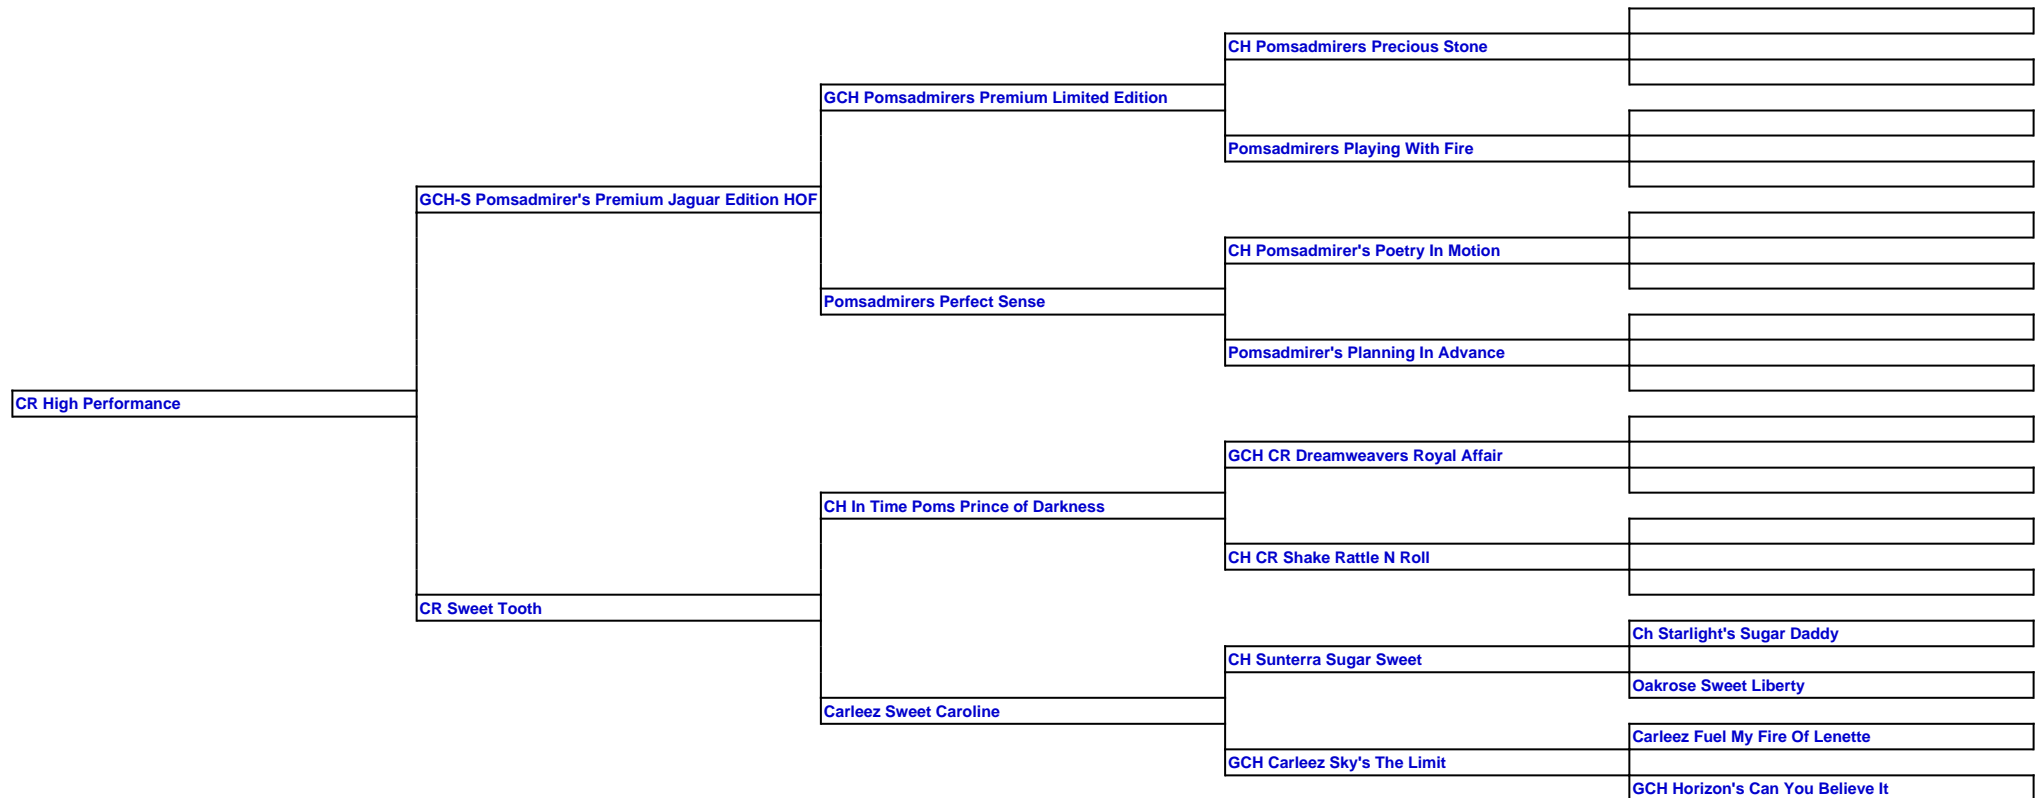 CH Pomsadmirers Precious Stone
GCH Pomsadmirers Premium Limited Edition
Pomsadmirers Playing With Fire
GCH-S Pomsadmirer's Premium Jaguar Edition HOF
CH Pomsadmirer's Poetry In Motion
Pomsadmirers Perfect Sense
Pomsadmirer's Planning In Advance
CR High Performance
GCH CR Dreamweavers Royal Affair
CH In Time Poms Prince of Darkness
CH CR Shake Rattle N Roll
CR Sweet Tooth
Ch Starlight's Sugar Daddy
CH Sunterra Sugar Sweet
Oakrose Sweet Liberty
Carleez Sweet Caroline
Carleez Fuel My Fire Of Lenette
GCH Carleez Sky's The Limit
GCH Horizon's Can You Believe It